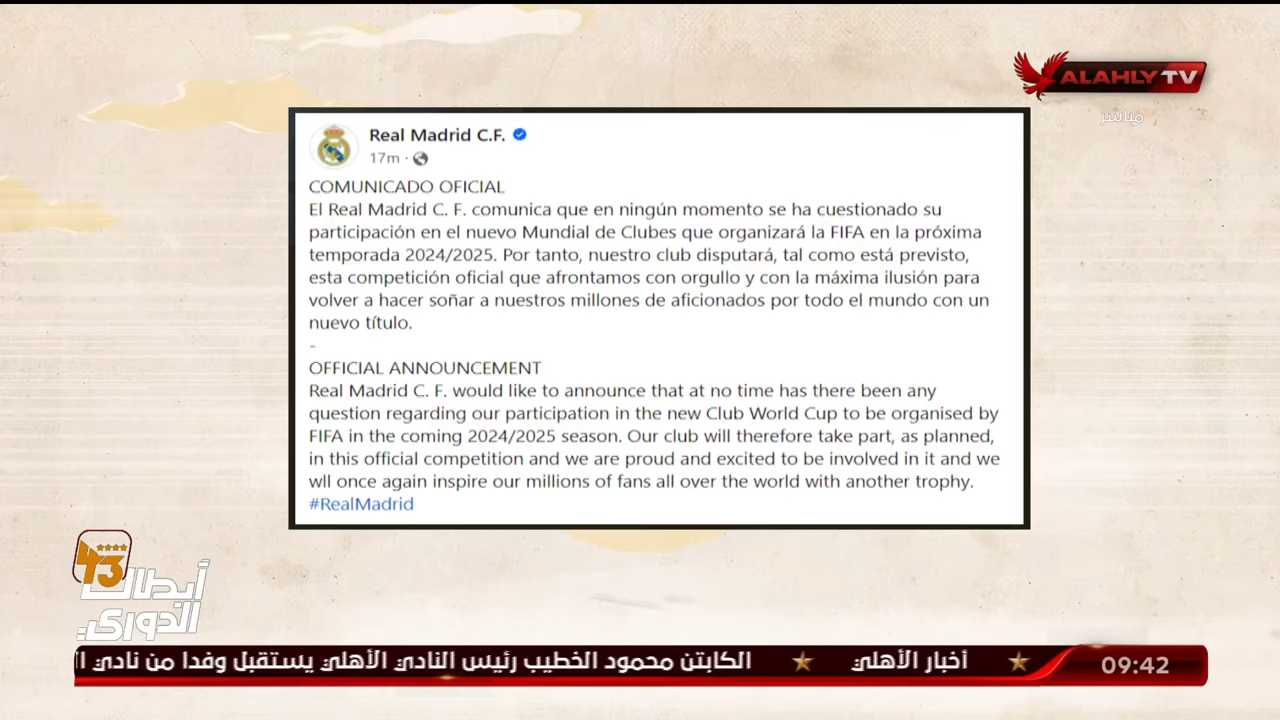 ALAHLY TV
مباشر
Real Madrid C.F.
17m ·
COMUNICADO OFICIAL
El Real Madrid C. F. comunica que en ningún momento se ha cuestionado su
participación en el nuevo Mundial de Clubes que organizará la FIFA en la próxima
temporada 2024/2025. Por tanto, nuestro club disputará, tal como está previsto,
esta competición oficial que afrontamos con orgullo y con la máxima ilusión para
volver a hacer soñar a nuestros millones de aficionados por todo el mundo con un
nuevo título.
-
OFFICIAL ANNOUNCEMENT
Real Madrid C. F. would like to announce that at no time has there been any
question regarding our participation in the new Club World Cup to be organised by
FIFA in the coming 2024/2025 season. Our club will therefore take part, as planned,
in this official competition and we are proud and excited to be involved in it and we
wll once again inspire our millions of fans all over the world with another trophy.
#RealMadrid
43
أبطال
الدوري
09:42
أخبار الأهلي
الكابتن محمود الخطيب رئيس النادي الأهلي يستقبل وفدا من نادي